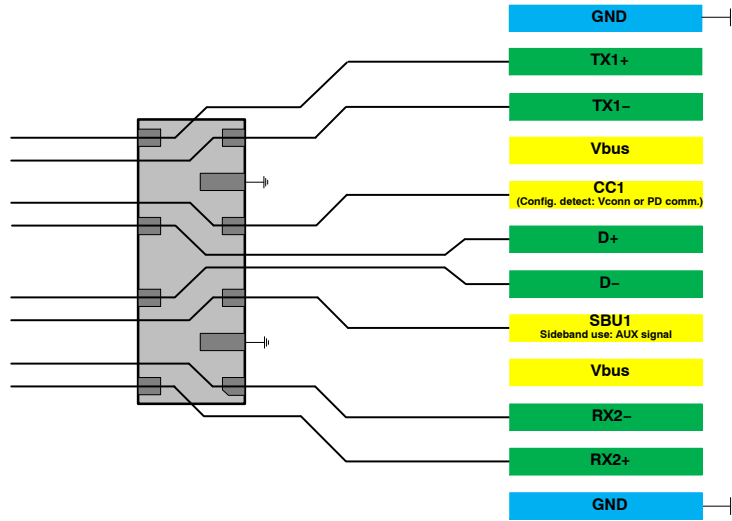 GND
TX1+
TX1−
Vbus
CC1
(Config. detect: Vconn or PD comm.)
D+
D−
SBU1
Sideband use: AUX signal
Vbus
RX2−
RX2+
GND